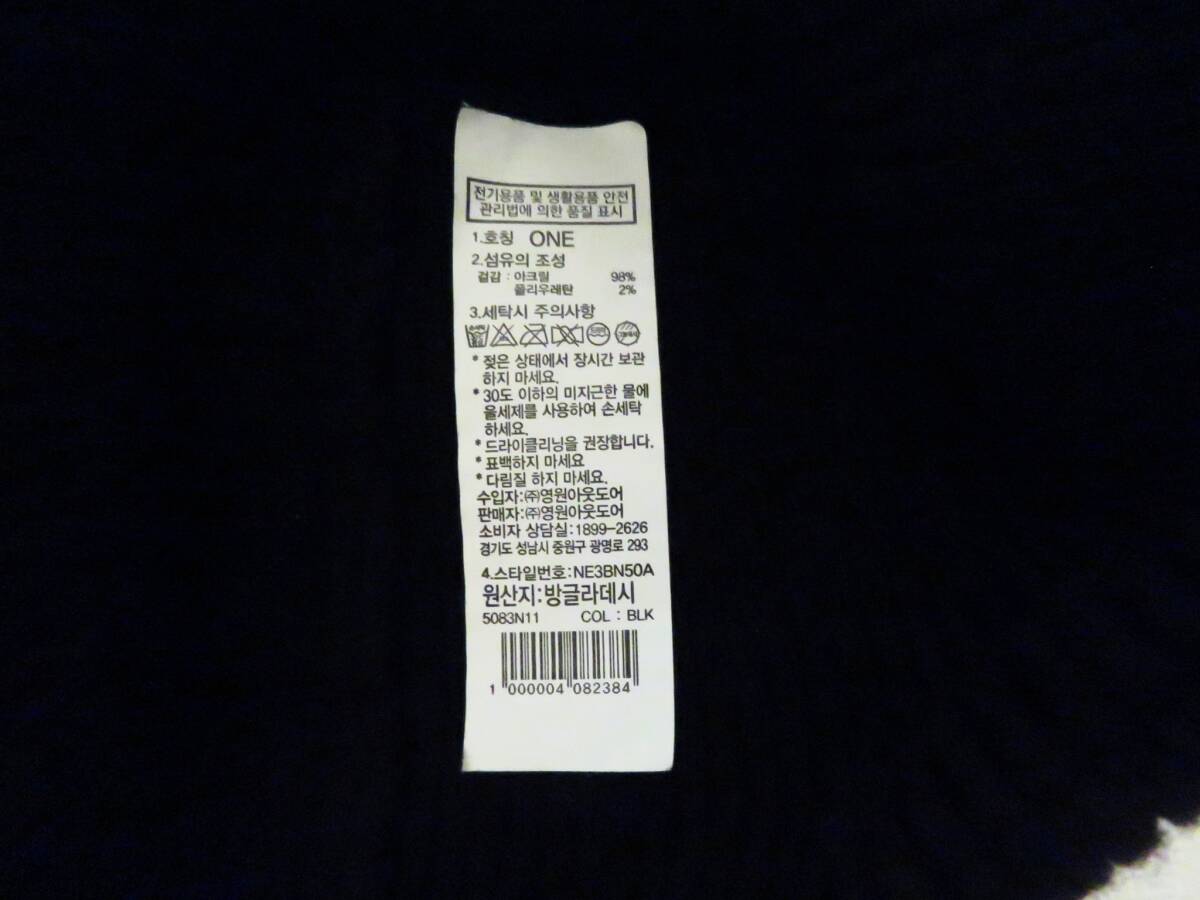 전기용품 및 생활용품 안전
관리법에 의한 품질 표시
1.호칭 ONE
2.섬유의 조성
겉감 : 아크릴 98%
폴리우레탄 2%
3.세탁시 주의사항
* 젖은 상태에서 장시간 보관
하지 마세요.
* 30도 이하의 미지근한 물에
울세제를 사용하여 손세탁
하세요.
* 드라이클리닝을 권장합니다.
* 표백하지 마세요
* 다림질 하지 마세요.
수입자:㈜영원아웃도어
판매자:㈜영원아웃도어
소비자 상담실:1899-2626
경기도 성남시 중원구 광명로 293
4.스타일번호:NE3BN50A
원산지:방글라데시
5083N11 COL : BLK
1 000004 082384